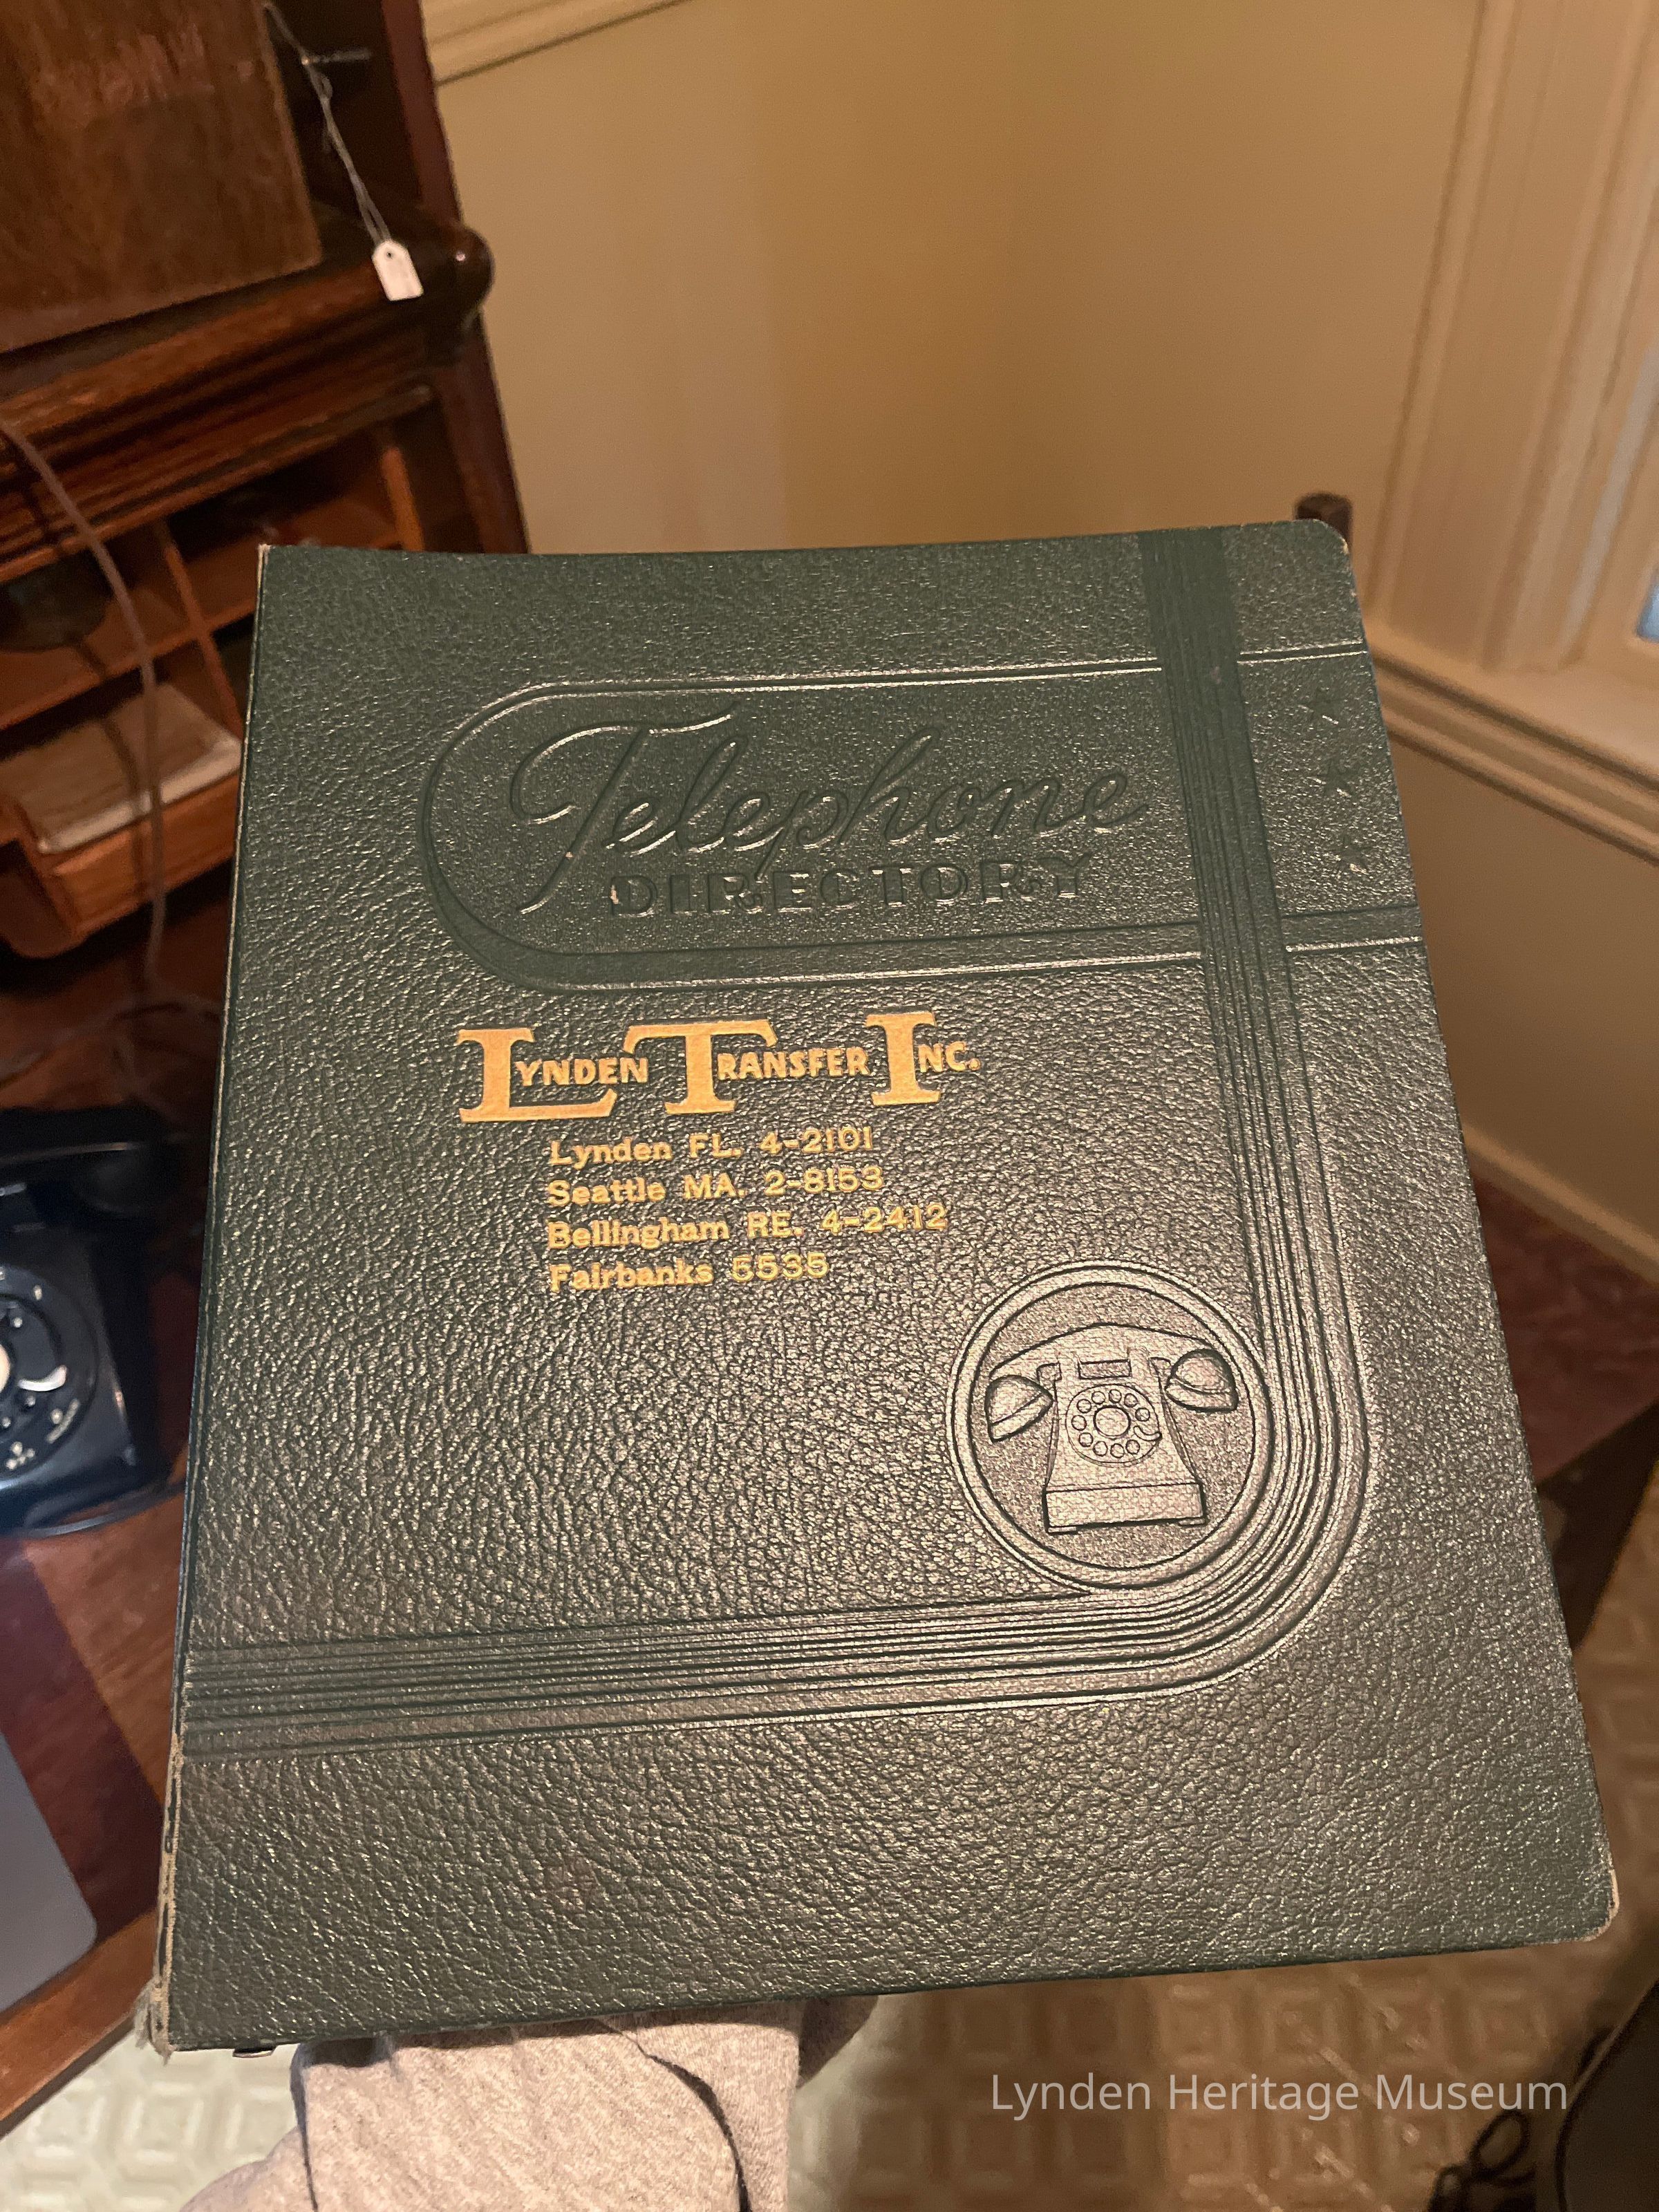 Telephone
DIRECTORY
LYNDEN TRANSFER INC.
Lynden FL. 4-2101
Seattle MA. 2-8153
Bellingham RE. 4-2412
Fairbanks 5535
Lynden Heritage Museum